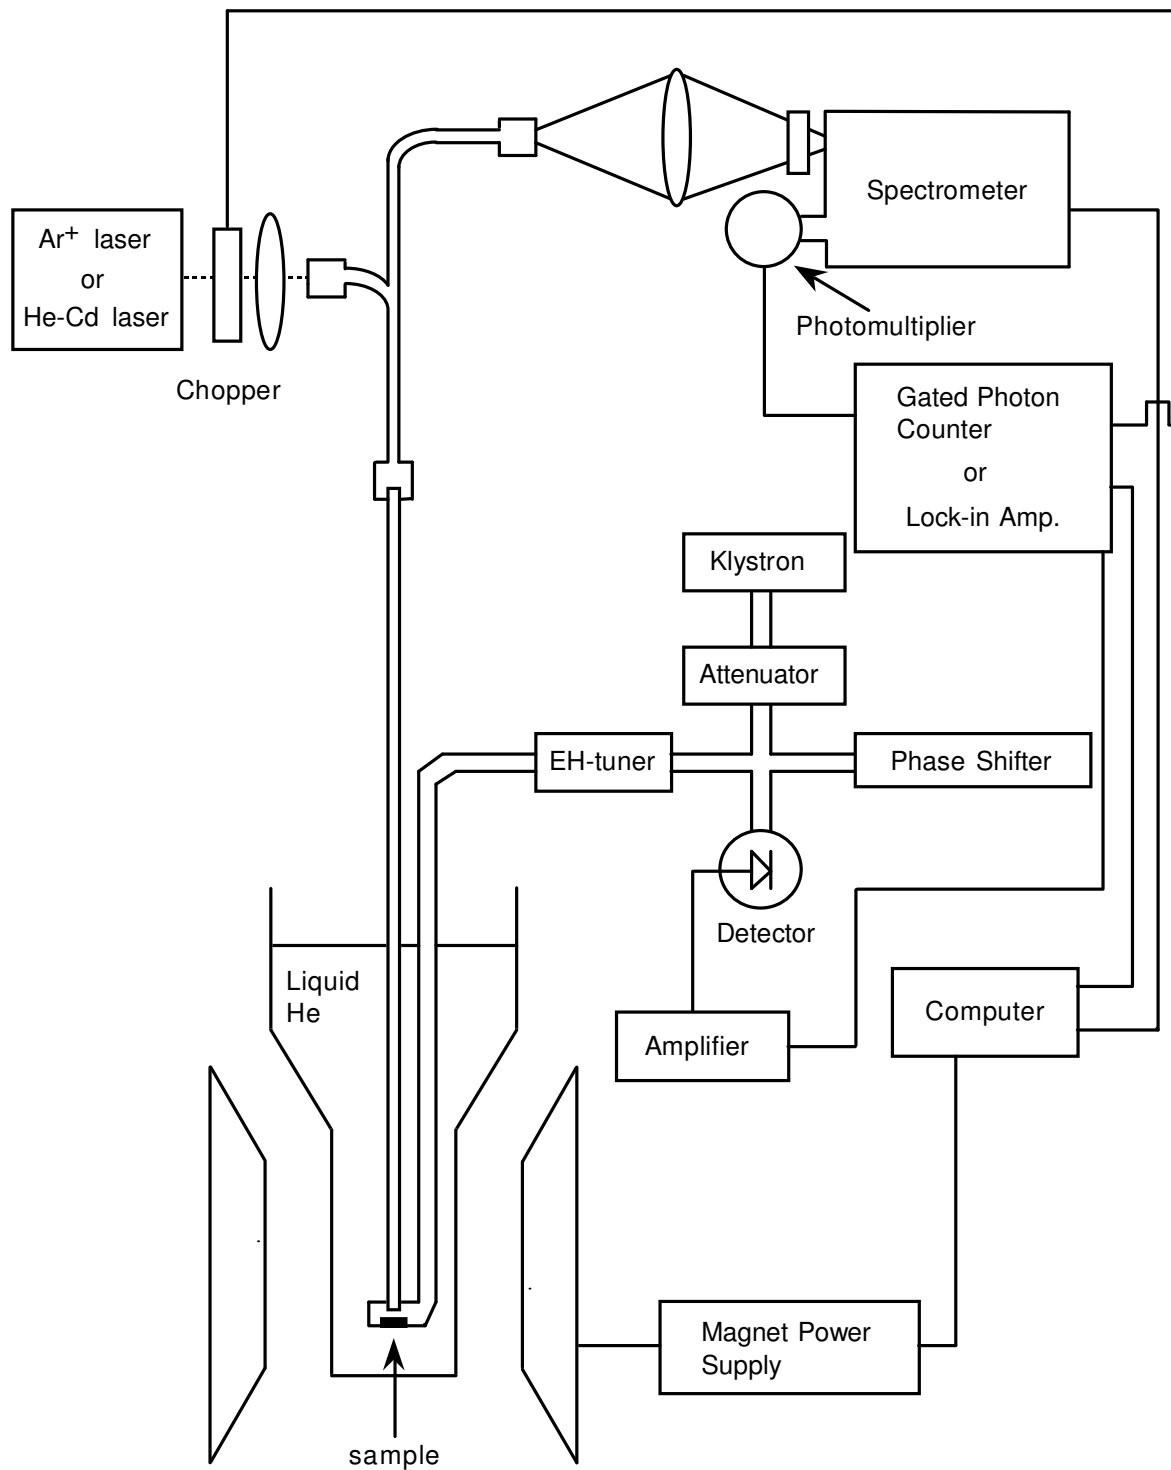 Spectrometer
Ar+ laser
or
He-Cd laser
Photomultiplier
Chopper
Gated Photon
Counter
or
Lock-in Amp.
Klystron
Attenuator
EH-tuner
Phase Shifter
Detector
Liquid
He
Computer
Amplifier
Magnet Power
Supply
sample